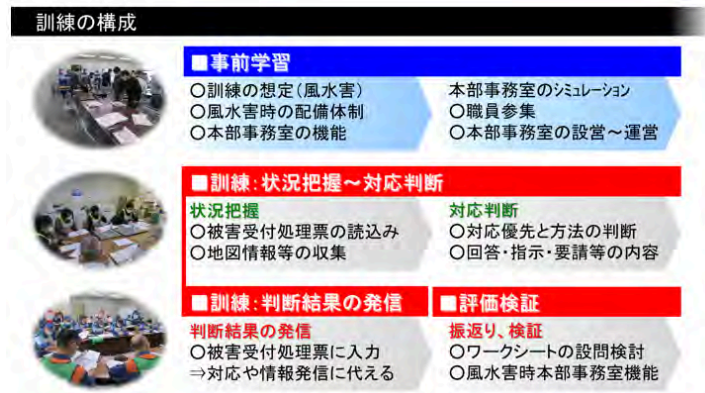 訓練の構成
■事前学習
○訓練の想定(風水害)
○風水害時の配備体制
○本部事務室の機能
本部事務室のｼﾐｭﾚｰｼｮﾝ
○職員参集
○本部事務室の設営～運営
■訓練:状況把握～対応判断
状況把握
○被害受付処理票の読込み
○地図情報等の収集
対応判断
○対応優先と方法の判断
○回答・指示・要請等の内容
■訓練:判断結果の発信
判断結果の発信
○被害受付処理票に入力
⇒対応や情報発信に代える
■評価検証
振返り、検証
○ワークシートの設問検討
○風水害時本部事務室機能